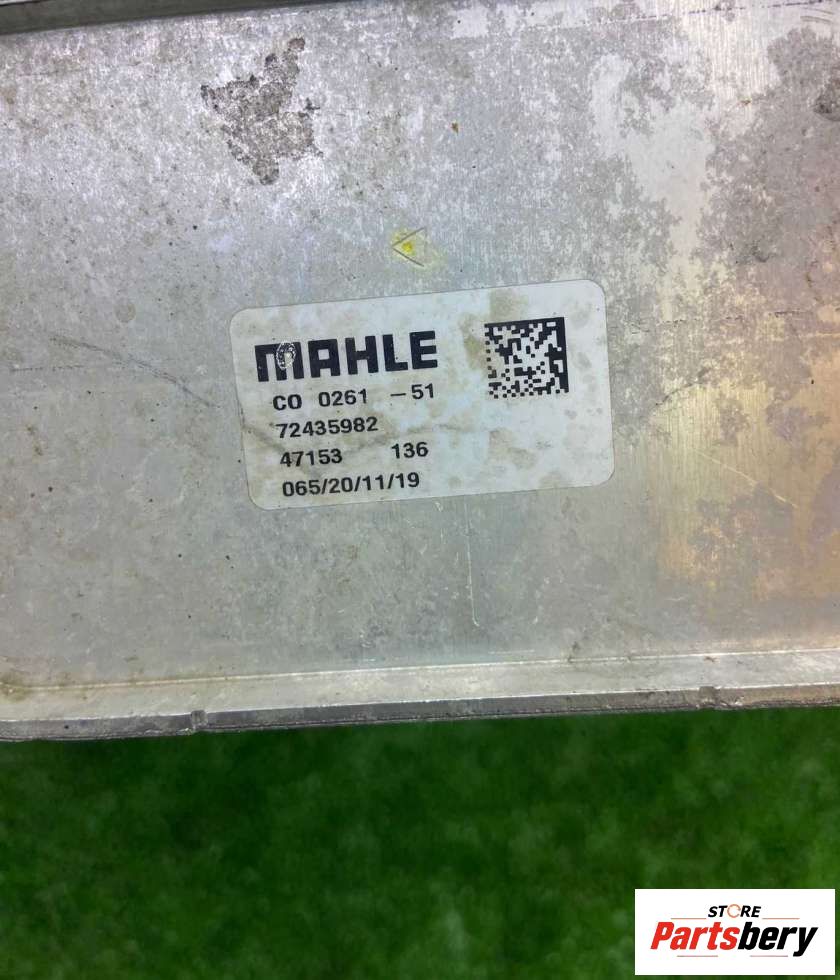 MAHLE
CO 0261 -51
72435982
47153 136
065/20/11/19
STORE
Partsbery